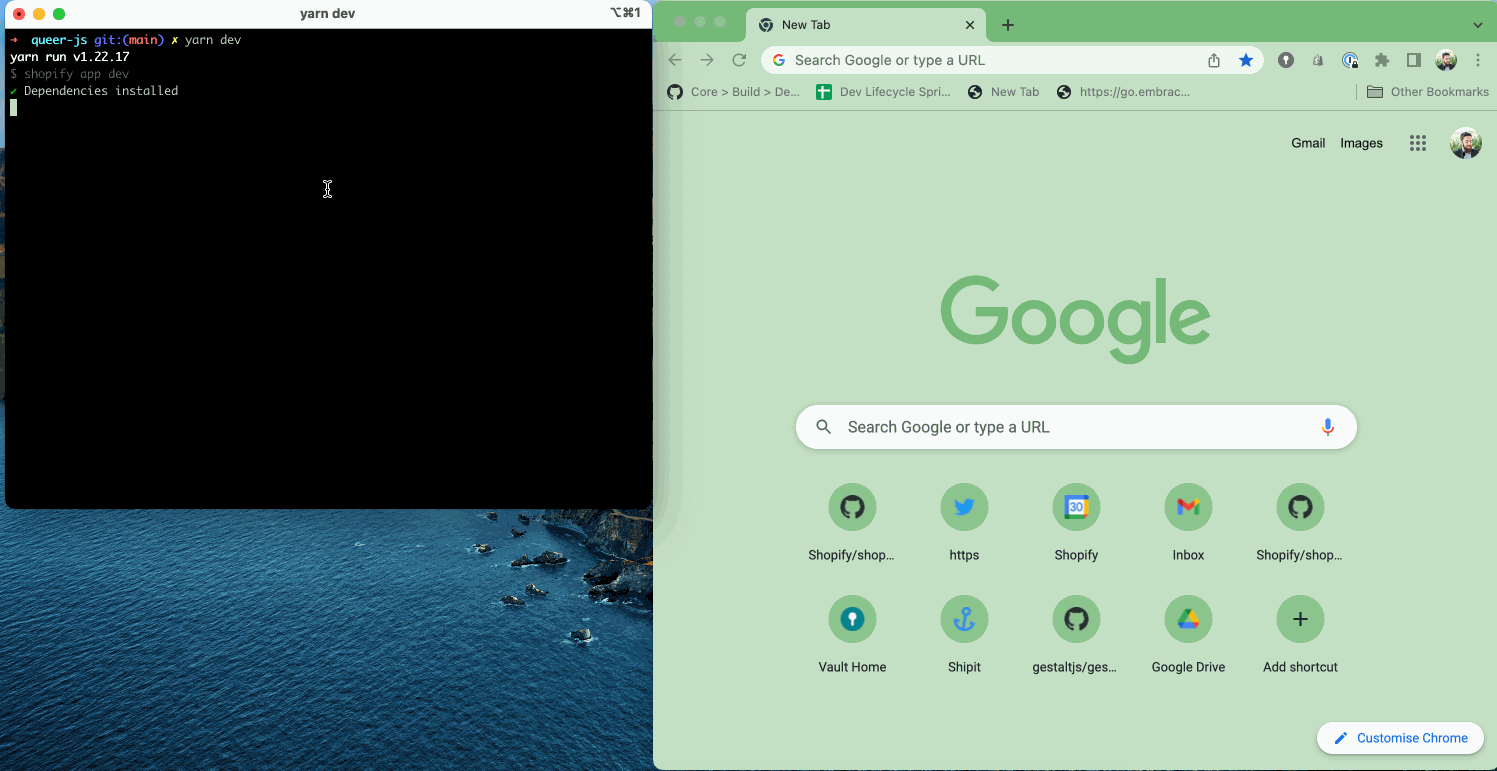 yarn dev
⌥⌘1
➜ queer-js git:(main) ✗ yarn dev
yarn run v1.22.17
$ shopify app dev
✔ Dependencies installed
New Tab
Search Google or type a URL
Core > Build > De...
Dev Lifecycle Spri...
New Tab
https://go.embrac...
Other Bookmarks
Gmail
Images
Google
Search Google or type a URL
30
Shopify/shop...
https
Shopify
Inbox
Shopify/shop...
Vault Home
Shipit
gestaltjs/ges...
Google Drive
Add shortcut
Customise Chrome